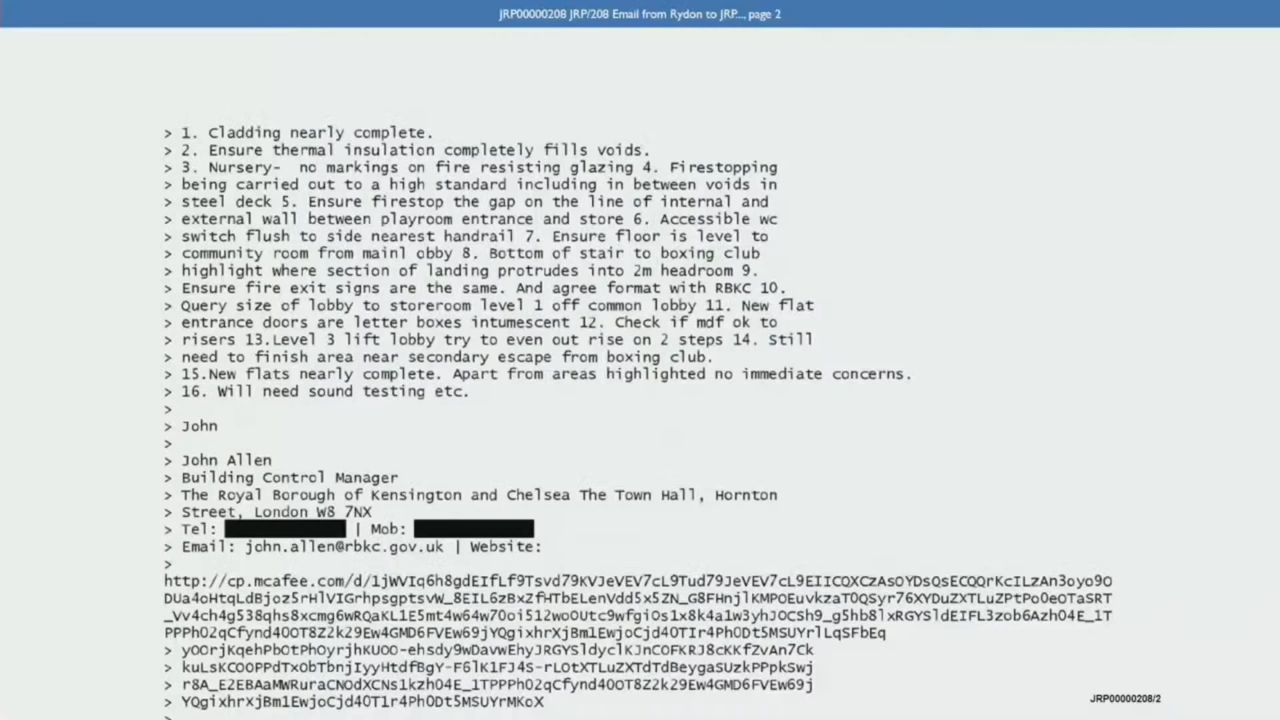 JRP00000208 JRP/208 Email from Rydon to JRP..., page 2
> 1. Cladding nearly complete.
> 2. Ensure thermal insulation completely fills voids.
> 3. Nursery-  no markings on fire resisting glazing 4. Firestopping
> being carried out to a high standard including in between voids in
> steel deck 5. Ensure firestop the gap on the line of internal and
> external wall between playroom entrance and store 6. Accessible wc
> switch flush to side nearest handrail 7. Ensure floor is level to
> community room from mainl obby 8. Bottom of stair to boxing club
> highlight where section of landing protrudes into 2m headroom 9.
> Ensure fire exit signs are the same. And agree format with RBKC 10.
> Query size of lobby to storeroom level 1 off common lobby 11. New flat
> entrance doors are letter boxes intumescent 12. Check if mdf ok to
> risers 13.Level 3 lift lobby try to even out rise on 2 steps 14. Still
> need to finish area near secondary escape from boxing club.
> 15.New flats nearly complete. Apart from areas highlighted no immediate concerns.
> 16. Will need sound testing etc.
>
> John
>
> John Allen
> Building Control Manager
> The Royal Borough of Kensington and Chelsea The Town Hall, Hornton
> Street, London W8 7NX
> Tel: | Mob:
> Email: john.allen@rbkc.gov.uk | Website:
>
http://cp.mcafee.com/d/1jWVIq6h8gdEIfLf9Tsvd79KVJeVEV7cL9Tud79JeVEV7cL9EIICQXCzAsOYDsQsECQQrKcILzAn3oyo9O
DUa4oHtqLdBjoz5rHlVIGrhpsgptsvW_8EIL6zBxZfHTbELenVdd5x5ZN_G8FHnjlKMPOEuvkzaT0QSyr76XYDuZXTLuZPtPo0eOTaSRT
_Vv4ch4g538qhs8xcmg6wRQaKL1E5mt4w64w70oi512woOUtc9wfgiOs1x8k4a1w3yhJOCSh9_g5hb8lxRGYSldEIFL3zob6Azh04E_1T
PPPh02qCfynd40OT8Z2k29Ew4GMD6FVEw69jYQgixhrXjBm1EwjoCjd40TIr4Ph0Dt5MSUYrlLqSFbEq
> yOOrjKqehPbOtPhOyrjhKUOO-ehsdy9wDavwEhyJRGYSldyclKJnCOFKRJ8cKKfZvAn7Ck
> kuLsKCOOPPdTxObTbnjIyyHtdfBgY-F6lK1FJ4S-rLOtXTLuZXTdTdBeygaSUzkPPpkSwj
> r8A_E2EBAaMWRuraCNOdXCNs1kzh04E_1TPPPh02qCfynd40OT8Z2k29Ew4GMD6FVEw69j
> YQgixhrXjBm1EwjoCjd40T1r4Ph0Dt5MSUYrMKoX
>
JRP00000208/2